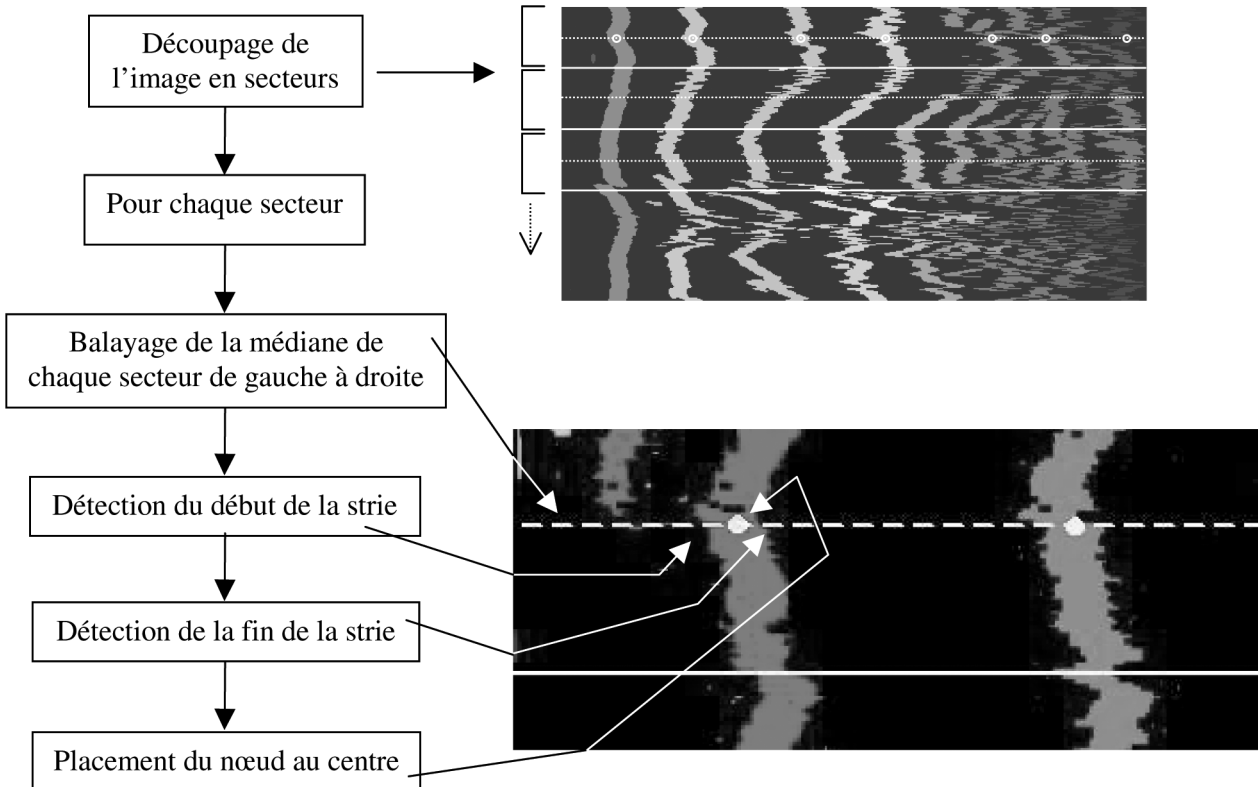 Découpage de
l'image en secteurs
Pour chaque secteur
Balayage de la médiane de
chaque secteur de gauche à droite
Détection du début de la strie
Détection de la fin de la strie
Placement du nœud au centre